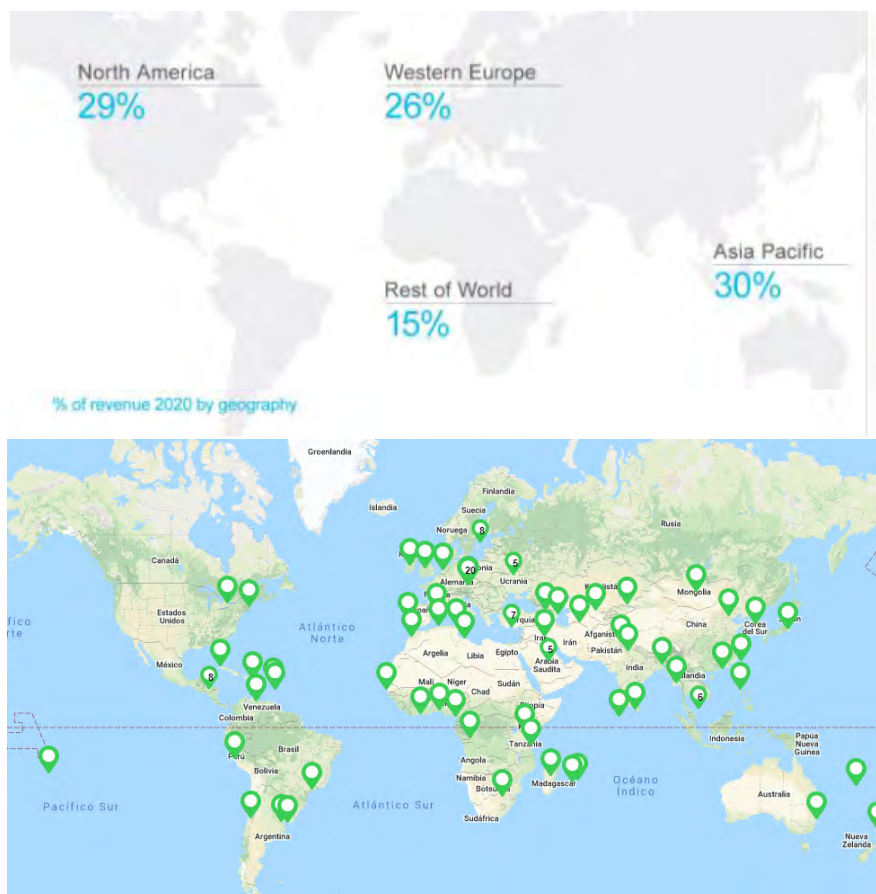 North America
29%
Western Europe
26%
Asia Pacific
30%
Rest of World
15%
% of revenue 2020 by geography
Groenlandia
Islandia
Finlandia
Suecia
Noruega
8
Rusia
Canadá
20
5
Alemania
Ucrania
Mongolia
Estados
Unidos
Atlántico
Norte
7
Irán
Afganistán
China
Corea
del Sur
Argelia
Libia
Egipto
5
Arabia
Saudita
Pakistán
México
8
Malí
Níger
Chad
Sudán
India
6
Venezuela
Colombia
Etiopía
Indonesia
Papúa
Nueva
Guinea
Perú
Brasil
Tanzania
Bolivia
Angola
Namibia
Madagascar
Océano
Índico
Pacífico Sur
Atlántico Sur
Australia
Sudáfrica
Argentina
Nueva
Zelanda